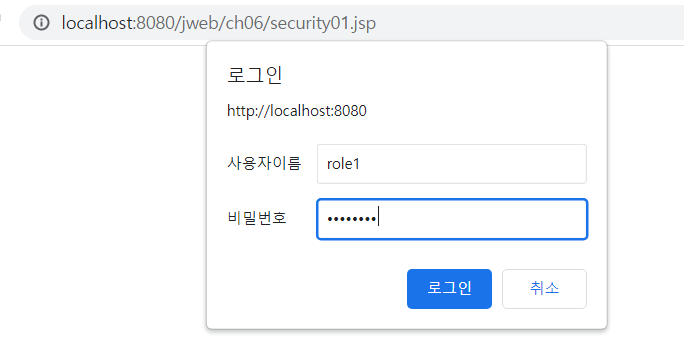 localhost:8080/jweb/ch06/security01.jsp
로그인
http://localhost:8080
사용자이름 role1
비밀번호 ••••••••
로그인 취소